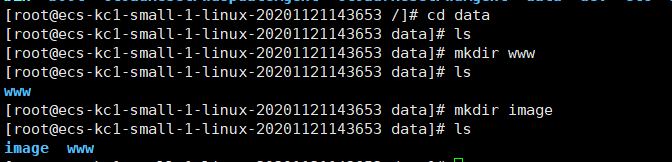 [root@ecs-kc1-small-1-linux-20201121143653 /]# cd data
[root@ecs-kc1-small-1-linux-20201121143653 data]# ls
[root@ecs-kc1-small-1-linux-20201121143653 data]# mkdir www
[root@ecs-kc1-small-1-linux-20201121143653 data]# ls
www
[root@ecs-kc1-small-1-linux-20201121143653 data]# mkdir image
[root@ecs-kc1-small-1-linux-20201121143653 data]# ls
image  www